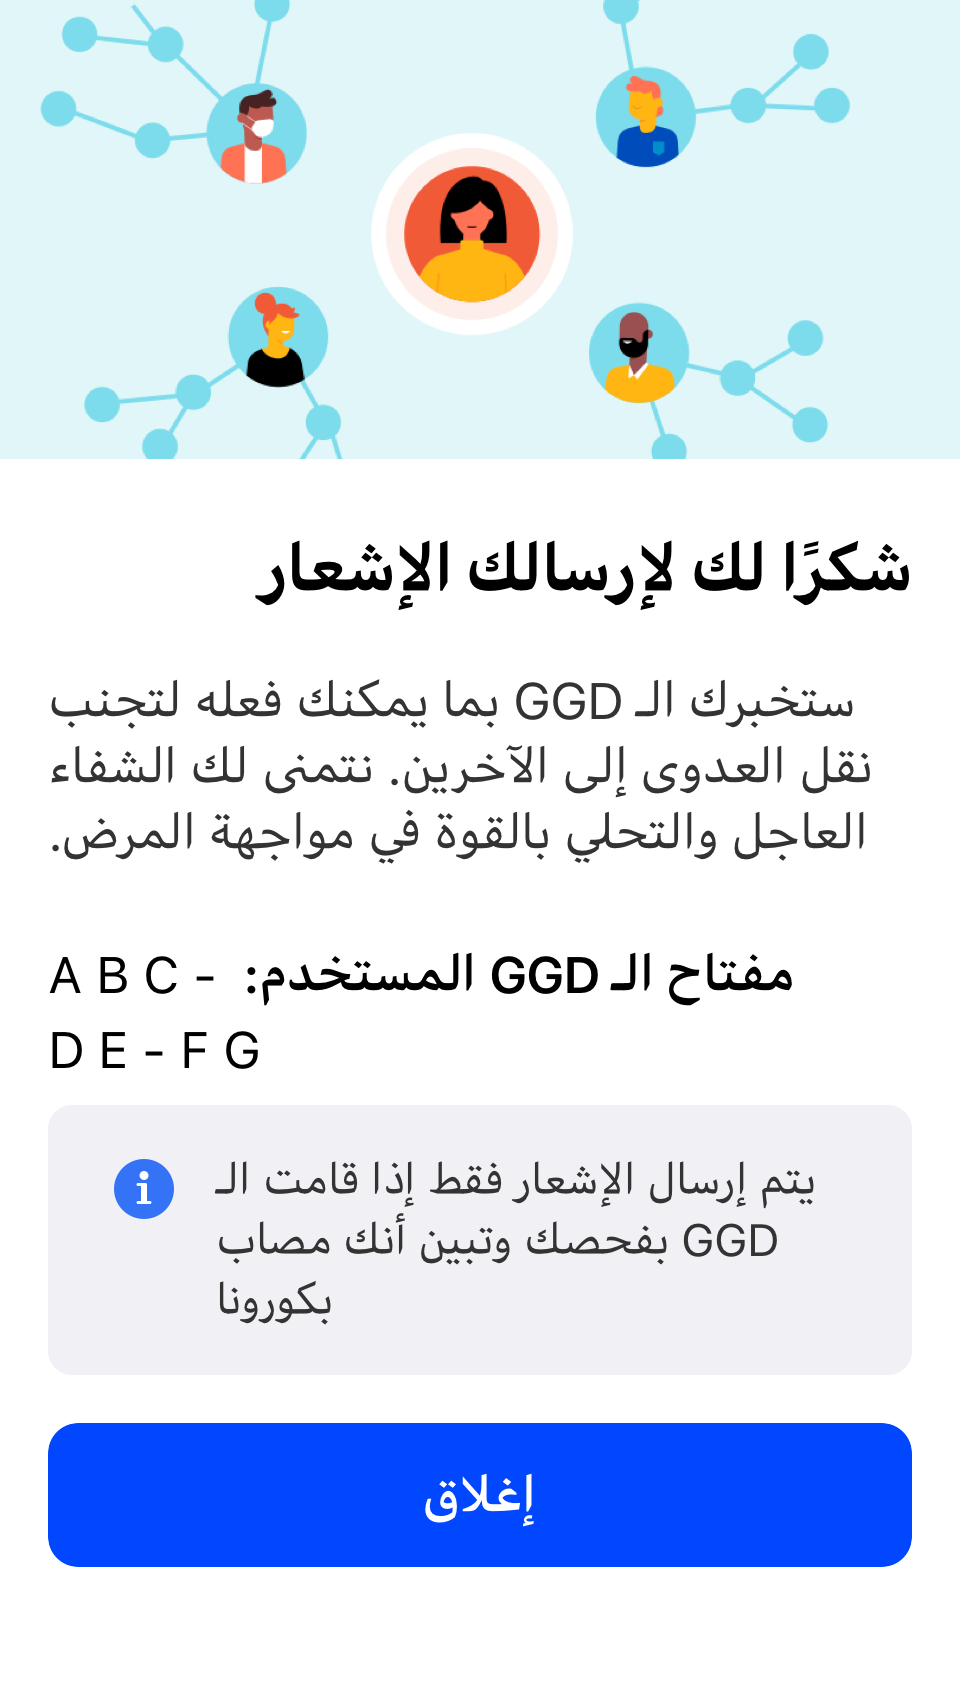 شكرًا لك لإرسالك الإشعار
ستخبرك الـ GGD بما يمكنك فعله لتجنب
نقل العدوى إلى الآخرين. نتمنى لك الشفاء
العاجل والتحلي بالقوة في مواجهة المرض.
مفتاح الـ GGD المستخدم: A B C -
D E - F G
يتم إرسال الإشعار فقط إذا قامت الـ
GGD بفحصك وتبين أنك مصاب
بكورونا
إغلاق